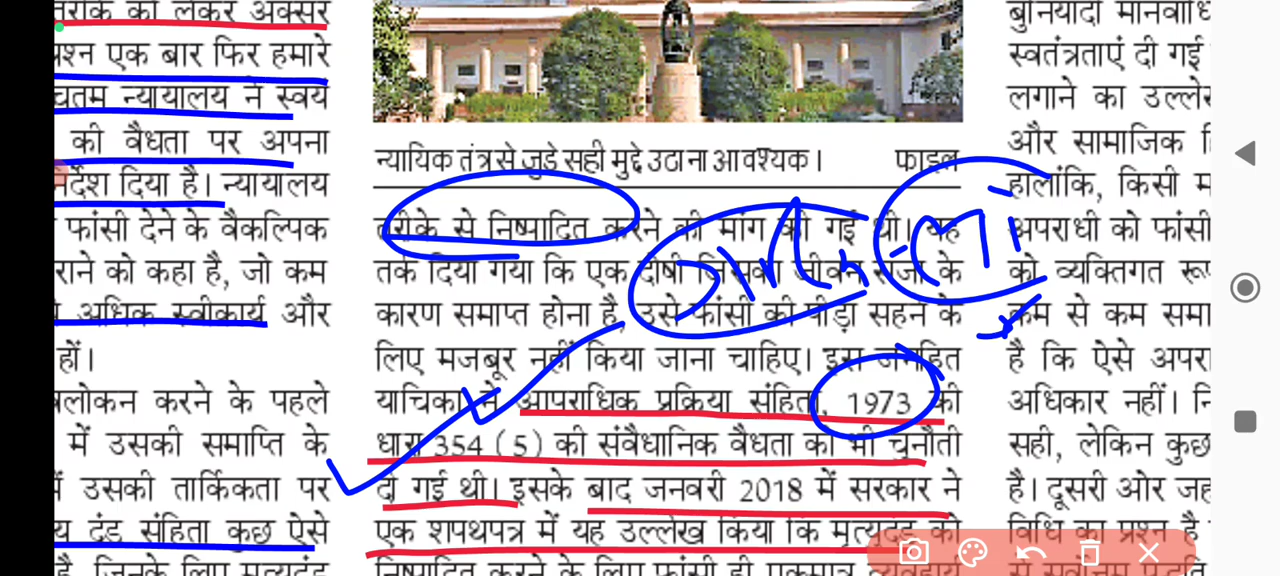 तरीके को लेकर अक्सर
प्रश्न एक बार फिर हमारे
चतम न्यायालय ने स्वयं
की वैधता पर अपना
नर्देश दिया है। न्यायालय
फांसी देने के वैकल्पिक
राने को कहा है, जो कम
अधिक स्वीकार्य और
हों।
लोकन करने के पहले
में उसकी समाप्ति के
उसकी तार्किकता पर
य दंड संहिता कुछ ऐसे
है, जिनके लिए मृत्युदंड
न्यायिक तंत्र से जुड़े सही मुद्दे उठाना आवश्यक। फाइल
तरीके से निष्पादित करने की मांग की गई थी। यह
तर्क दिया गया कि एक दोषी जिसका जीवन सजा के
कारण समाप्त होना है, उसे फांसी की पीड़ा सहने के
लिए मजबूर नहीं किया जाना चाहिए। इस जनहित
याचिका ने आपराधिक प्रक्रिया संहिता, 1973 की
धारा 354 (5) की संवैधानिक वैधता को भी चुनौती
दी गई थी। इसके बाद जनवरी 2018 में सरकार ने
एक शपथपत्र में यह उल्लेख किया कि मृत्युदंड को
निष्पादित करने के लिए फांसी ही एकमात्र
बुनियादी मानवाधि
स्वतंत्रताएं दी गई
लगाने का उल्ले
और सामाजिक
हालांकि, किसी म
अपराधी को फांसी
को व्यक्तिगत रू
कम से कम समा
है कि ऐसे अपरा
अधिकार नहीं। नि
सही, लेकिन कुछ
है। दूसरी ओर जह
विधि का प्रश्न है